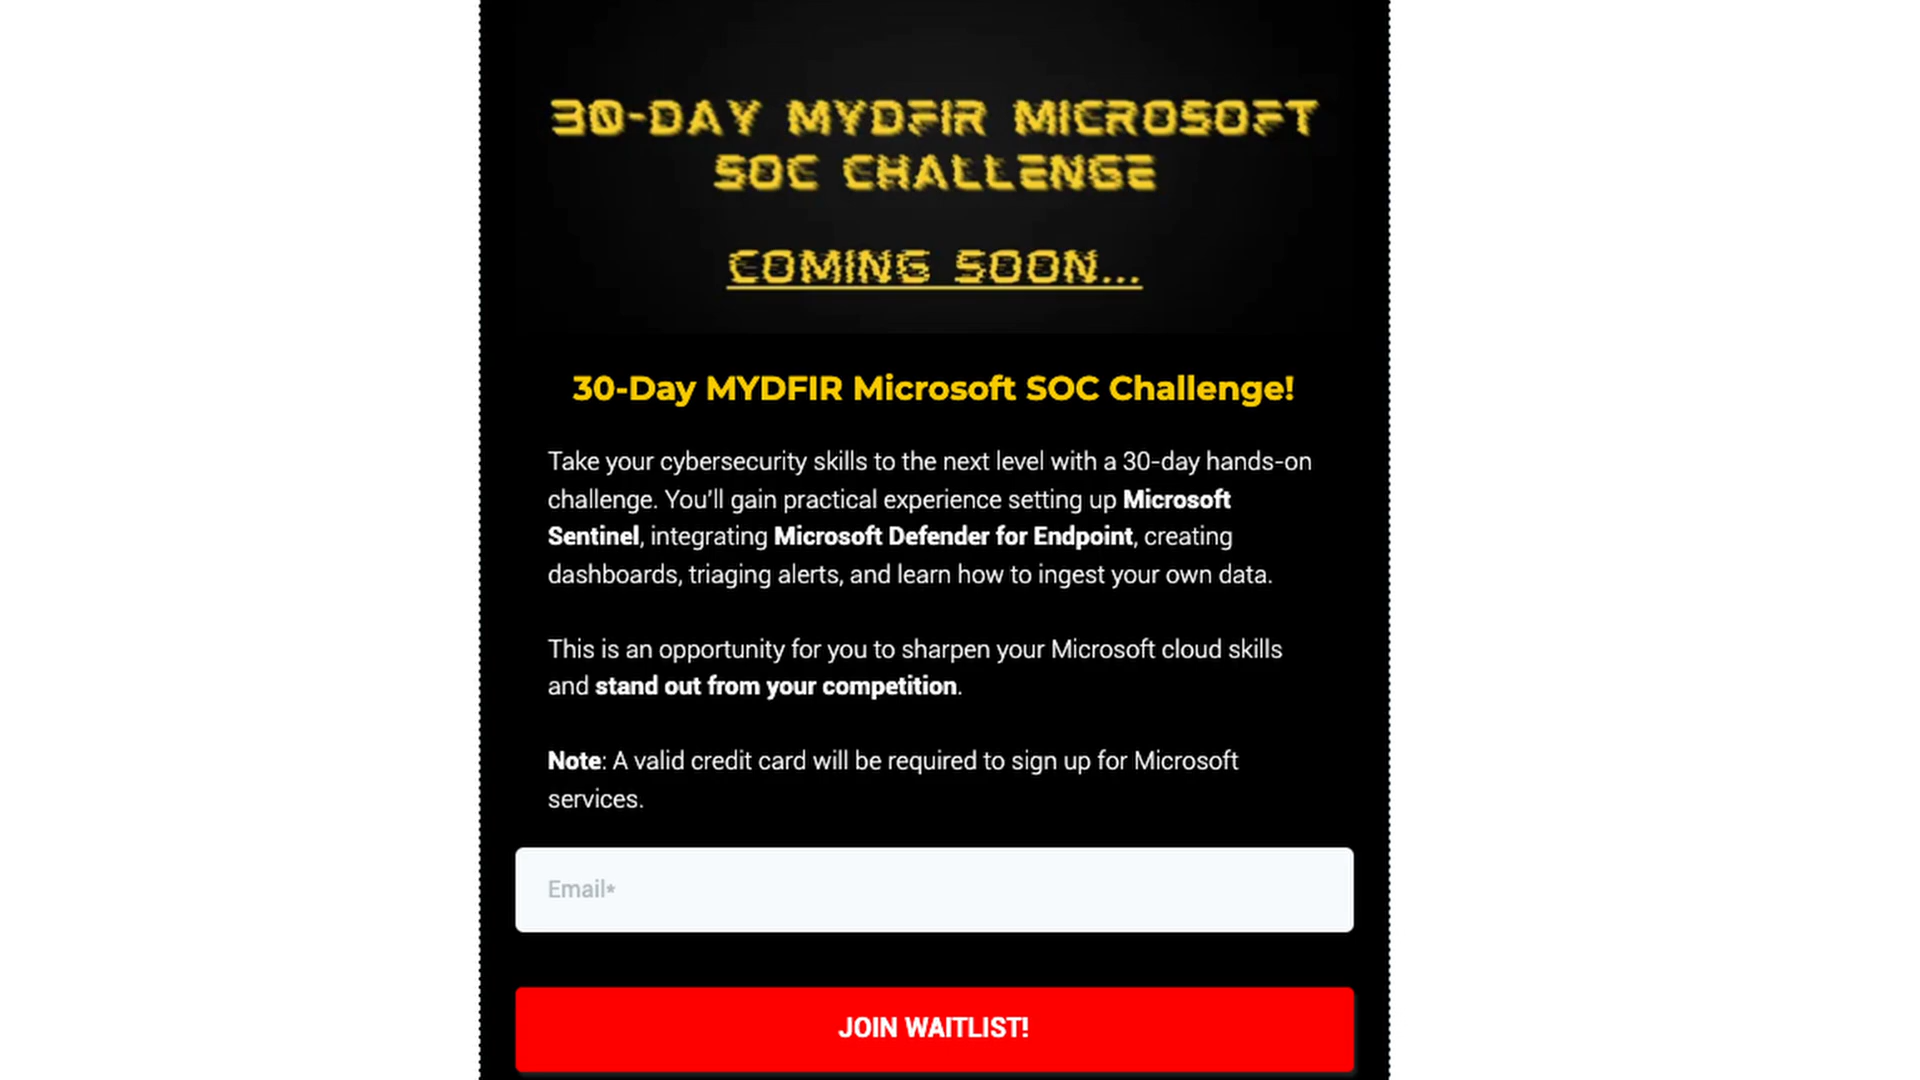 30-DAY MYDFIR MICROSOFT
SOC CHALLENGE
COMING SOON...
30-Day MYDFIR Microsoft SOC Challenge!
Take your cybersecurity skills to the next level with a 30-day hands-on
challenge. You'll gain practical experience setting up Microsoft
Sentinel, integrating Microsoft Defender for Endpoint, creating
dashboards, triaging alerts, and learn how to ingest your own data.
This is an opportunity for you to sharpen your Microsoft cloud skills
and stand out from your competition.
Note: A valid credit card will be required to sign up for Microsoft
services.
Email*
JOIN WAITLIST!